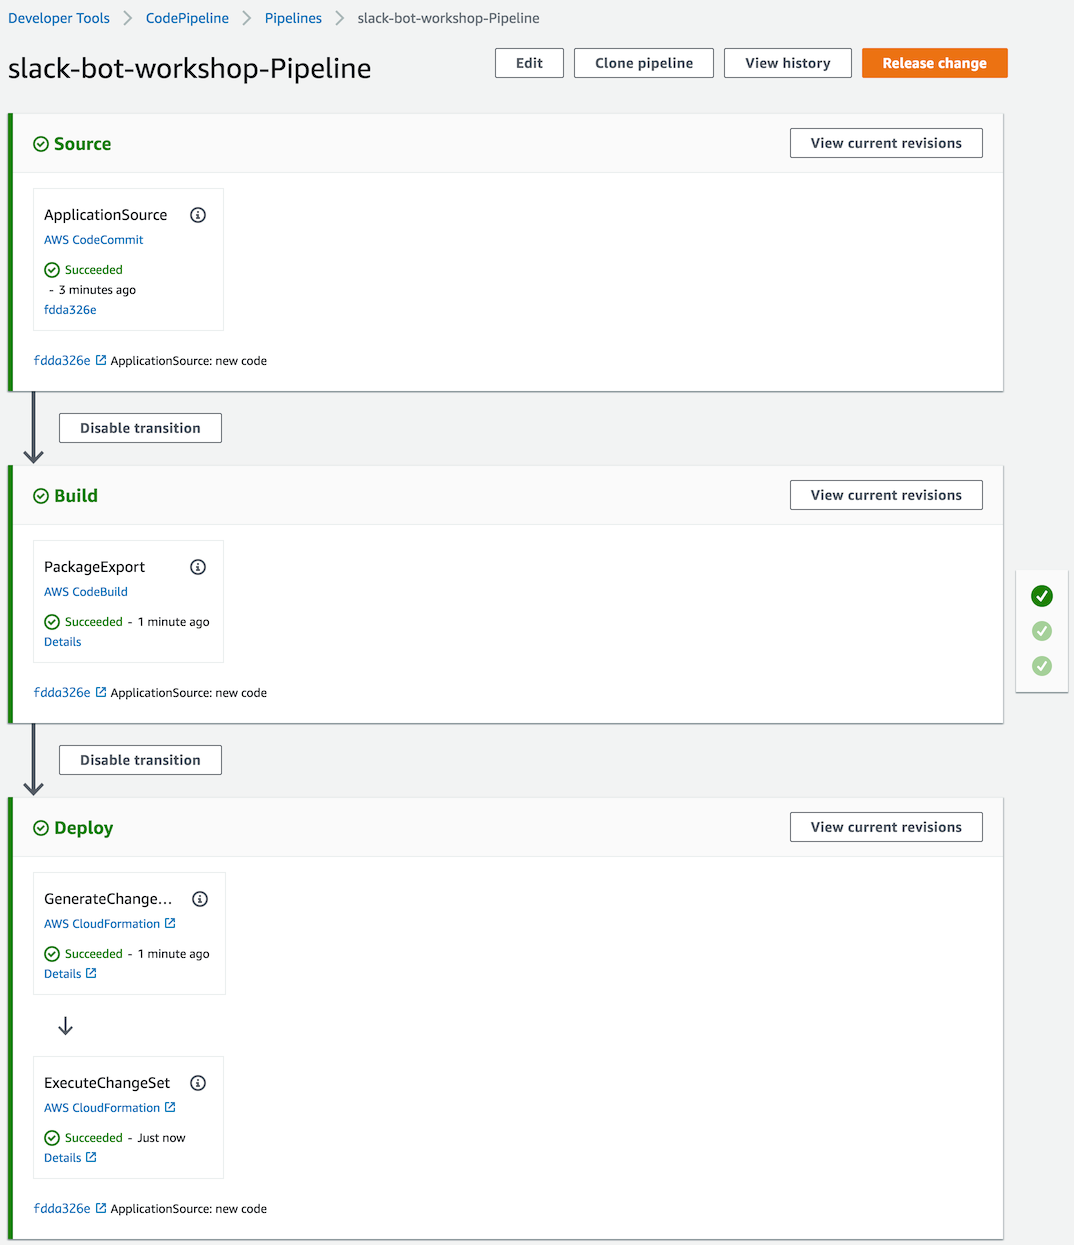 Developer Tools CodePipeline Pipelines slack-bot-workshop-Pipeline
slack-bot-workshop-Pipeline
Edit
Clone pipeline
View history
Release change
Source
View current revisions
ApplicationSource
AWS CodeCommit
Succeeded
- 3 minutes ago
fdda326e
fdda326e ApplicationSource: new code
Disable transition
Build
View current revisions
PackageExport
AWS CodeBuild
Succeeded - 1 minute ago
Details
fdda326e ApplicationSource: new code
Disable transition
Deploy
View current revisions
GenerateChange...
AWS CloudFormation
Succeeded - 1 minute ago
Details
ExecuteChangeSet
AWS CloudFormation
Succeeded - Just now
Details
fdda326e ApplicationSource: new code